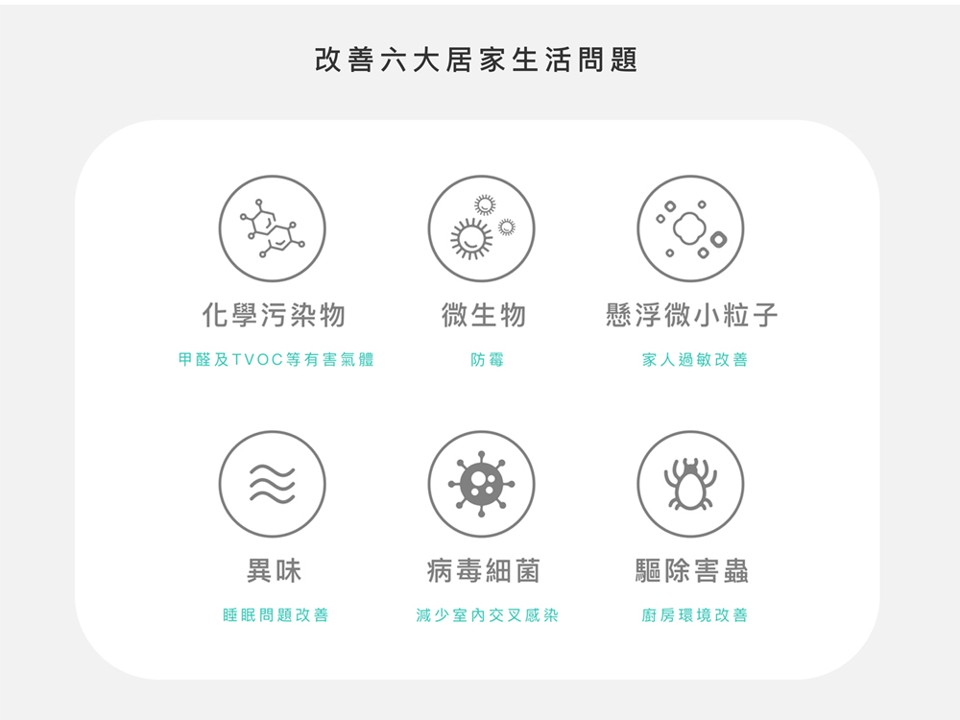 改善六大居家生活問題
化學污染物
微生物
懸浮微小粒子
甲醛及TVOC等有害氣體
防霉
家人過敏改善
異味
病毒細菌
驅除害蟲
睡眠問題改善
減少室內交叉感染
廚房環境改善